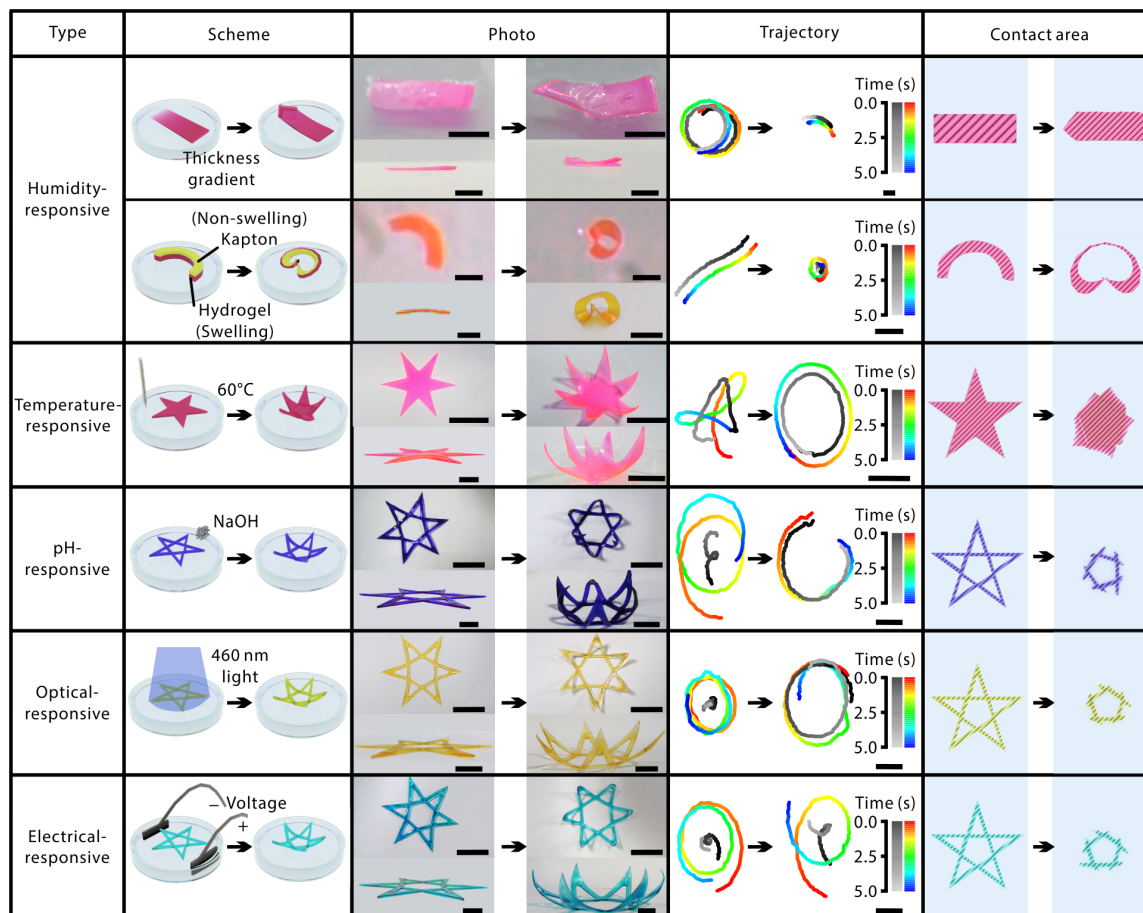 Type
Scheme
Photo
Trajectory
Contact area
Humidity-
responsive
Thickness
gradient
Time (s)
0.0
2.5
5.0
(Non-swelling)
Kapton
Hydrogel
(Swelling)
Time (s)
0.0
2.5
5.0
Temperature-
responsive
60°C
Time (s)
0.0
2.5
5.0
pH-
responsive
NaOH
Time (s)
0.0
2.5
5.0
Optical-
responsive
460 nm
light
Time (s)
0.0
2.5
5.0
Electrical-
responsive
– Voltage
+
Time (s)
0.0
2.5
5.0